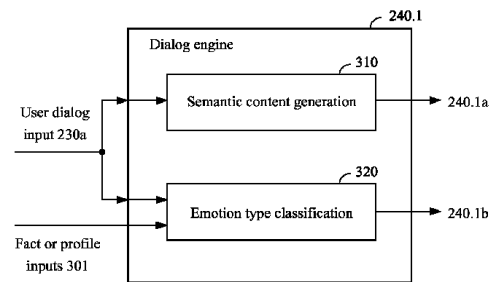 240.1
Dialog engine
310
Semantic content generation
240.1a
User dialog
input 230a
320
Emotion type classification
240.1b
Fact or profile
inputs 301